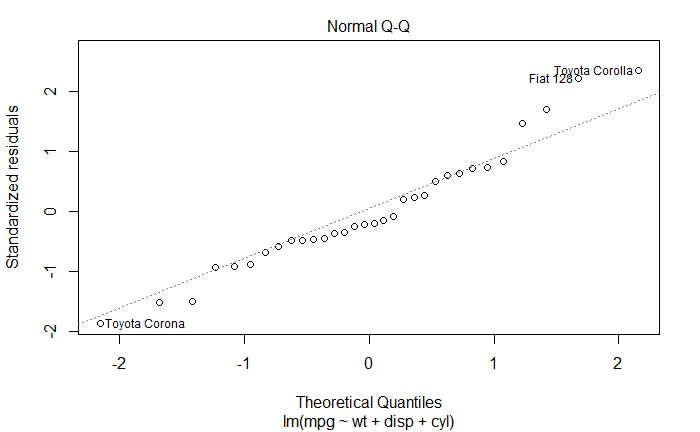 Normal Q-Q
Standardized residuals
2
1
0
-1
-2
Toyota Corolla
Fiat 128
Toyota Corona
-2
-1
0
1
2
Theoretical Quantiles
lm(mpg ~ wt + disp + cyl)